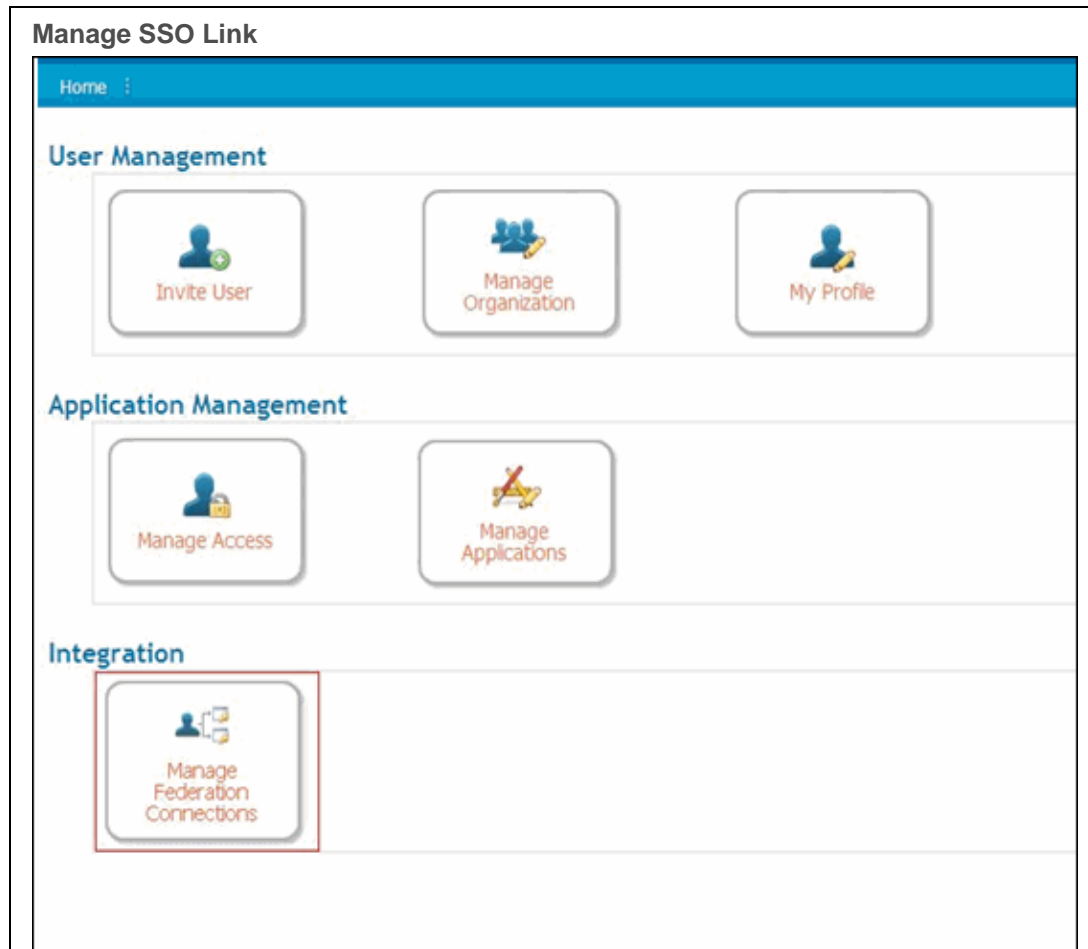 Manage SSO Link
Home
User Management
Invite User
Manage
Organization
My Profile
Application Management
Manage Access
Manage
Applications
Integration
Manage
Federation
Connections